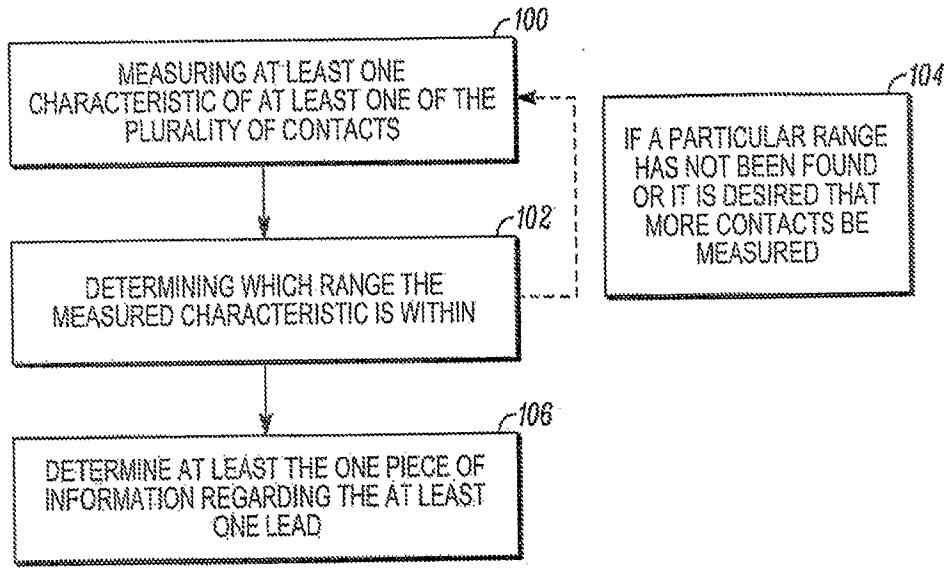 100
MEASURING AT LEAST ONE
CHARACTERISTIC OF AT LEAST ONE OF THE
PLURALITY OF CONTACTS
104
IF A PARTICULAR RANGE
HAS NOT BEEN FOUND
OR IT IS DESIRED THAT
MORE CONTACTS BE
MEASURED
102
DETERMINING WHICH RANGE THE
MEASURED CHARACTERISTIC IS WITHIN
106
DETERMINE AT LEAST THE ONE PIECE OF
INFORMATION REGARDING THE AT LEAST
ONE LEAD